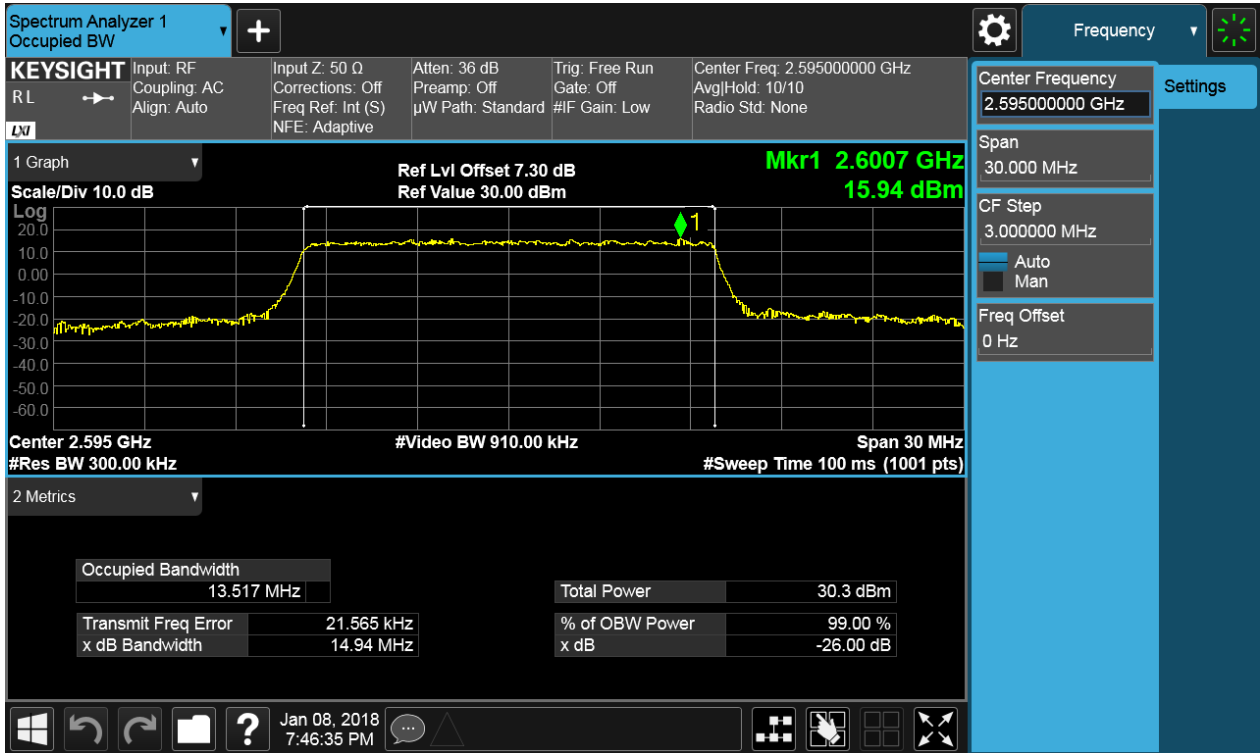 Spectrum Analyzer 1
Occupied BW
+
Frequency
KEYSIGHT
RL
LXI
Input: RF
Coupling: AC
Align: Auto
Input Z: 50 Ω
Corrections: Off
Freq Ref: Int (S)
NFE: Adaptive
Atten: 36 dB
Preamp: Off
µW Path: Standard
Trig: Free Run
Gate: Off
#IF Gain: Low
Center Freq: 2.595000000 GHz
Avg|Hold: 10/10
Radio Std: None
Center Frequency
2.595000000 GHz
Settings
Span
30.000 MHz
CF Step
3.000000 MHz
Auto
Man
Freq Offset
0 Hz
1 Graph
Scale/Div 10.0 dB
Ref Lvl Offset 7.30 dB
Ref Value 30.00 dBm
Mkr1 2.6007 GHz
15.94 dBm
Log
1
20.0
10.0
0.00
-10.0
-20.0
-30.0
-40.0
-50.0
-60.0
Center 2.595 GHz
#Video BW 910.00 kHz
Span 30 MHz
#Res BW 300.00 kHz
#Sweep Time 100 ms (1001 pts)
2 Metrics
Occupied Bandwidth
13.517 MHz
Total Power 30.3 dBm
Transmit Freq Error 21.565 kHz
% of OBW Power 99.00 %
x dB Bandwidth 14.94 MHz
x dB -26.00 dB
?
Jan 08, 2018
7:46:35 PM